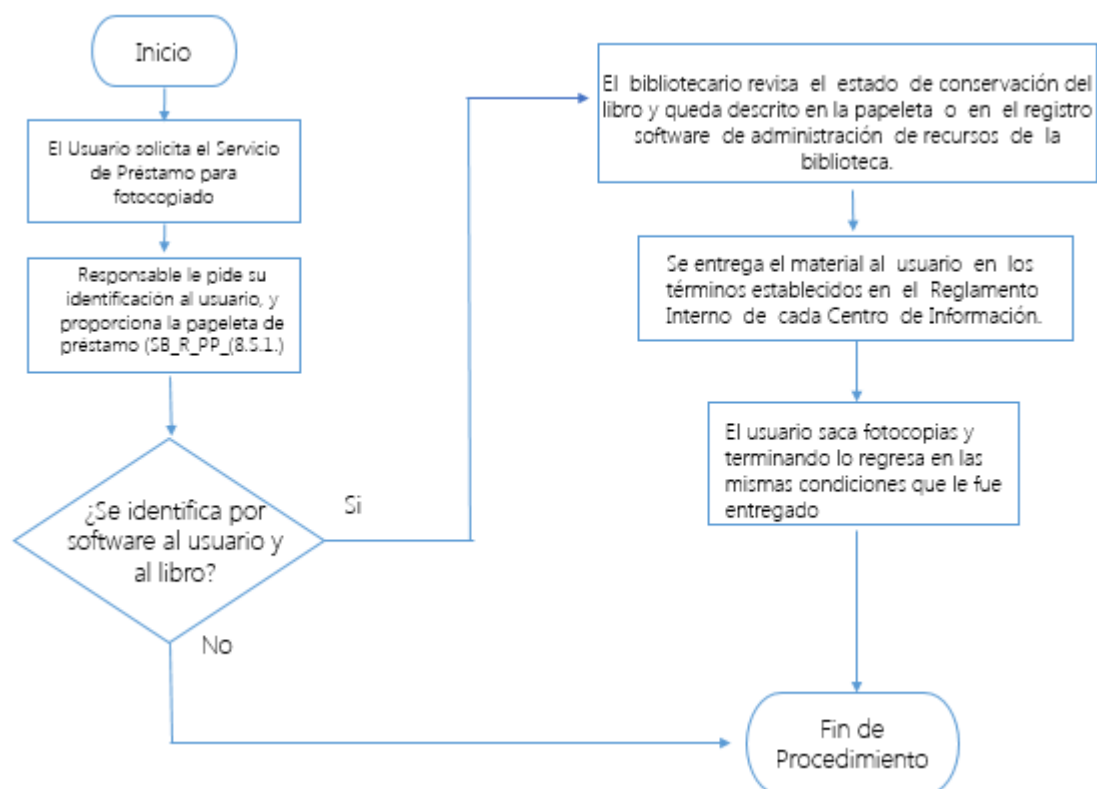 Inicio
El Usuario solicita el Servicio
de Préstamo para
fotocopiado
Responsable le pide su
identificación al usuario, y
proporciona la papeleta de
préstamo (SB_R_PP_(8.5.1.)
¿Se identifica por
software al usuario y
al libro?
Si
No
El bibliotecario revisa el estado de conservación del
libro y queda descrito en la papeleta o en el registro
software de administración de recursos de la
biblioteca.
Se entrega el material al usuario en los
términos establecidos en el Reglamento
Interno de cada Centro de Información.
El usuario saca fotocopias y
terminando lo regresa en las
mismas condiciones que le fue
entregado
Fin de
Procedimiento